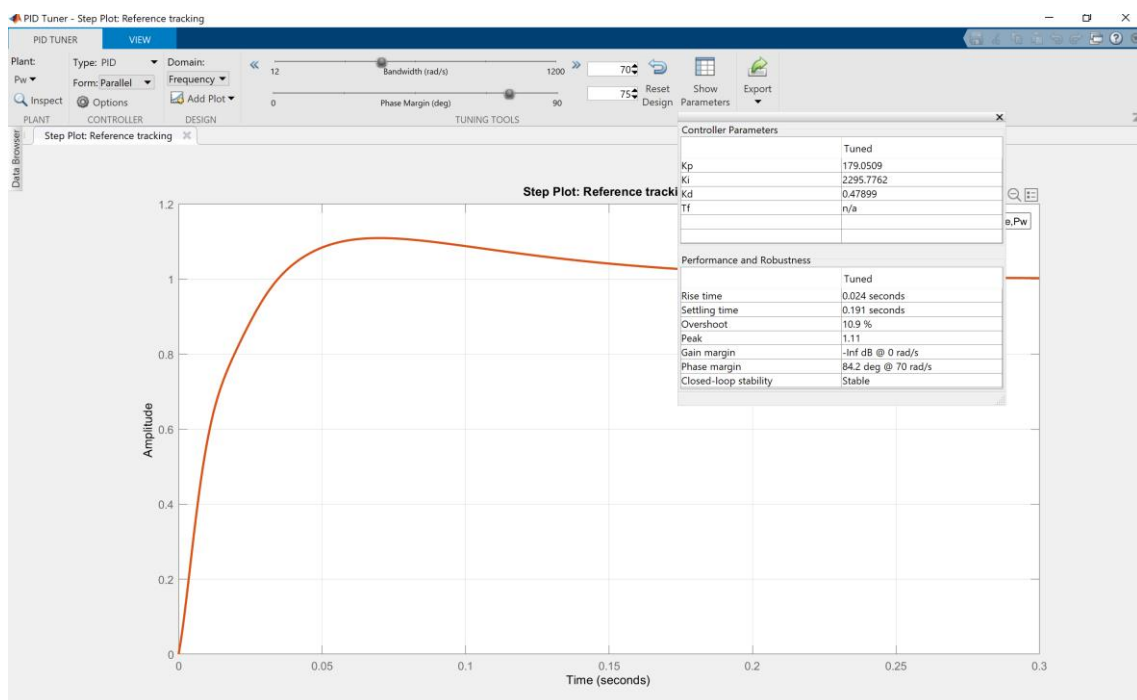 PID Tuner - Step Plot: Reference tracking
PID TUNER VIEW
Plant: Type: PID Domain:
Pw Form: Parallel Frequency
Inspect Options Add Plot
12 Bandwidth (rad/s) 1200 70
0 Phase Margin (deg) 90 75
Reset Design
Show Parameters
Export
PLANT CONTROLLER DESIGN TUNING TOOLS
Data Browser
Step Plot: Reference tracking
Step Plot: Reference tracki
e,Pw
Controller Parameters
Tuned
Kp 179.0509
Ki 2295.7762
Kd 0.47899
Tf n/a
Performance and Robustness
Tuned
Rise time 0.024 seconds
Settling time 0.191 seconds
Overshoot 10.9 %
Peak 1.11
Gain margin -Inf dB @ 0 rad/s
Phase margin 84.2 deg @ 70 rad/s
Closed-loop stability Stable
1.2
1
0.8
0.6
0.4
0.2
0
Amplitude
0 0.05 0.1 0.15 0.2 0.25 0.3
Time (seconds)